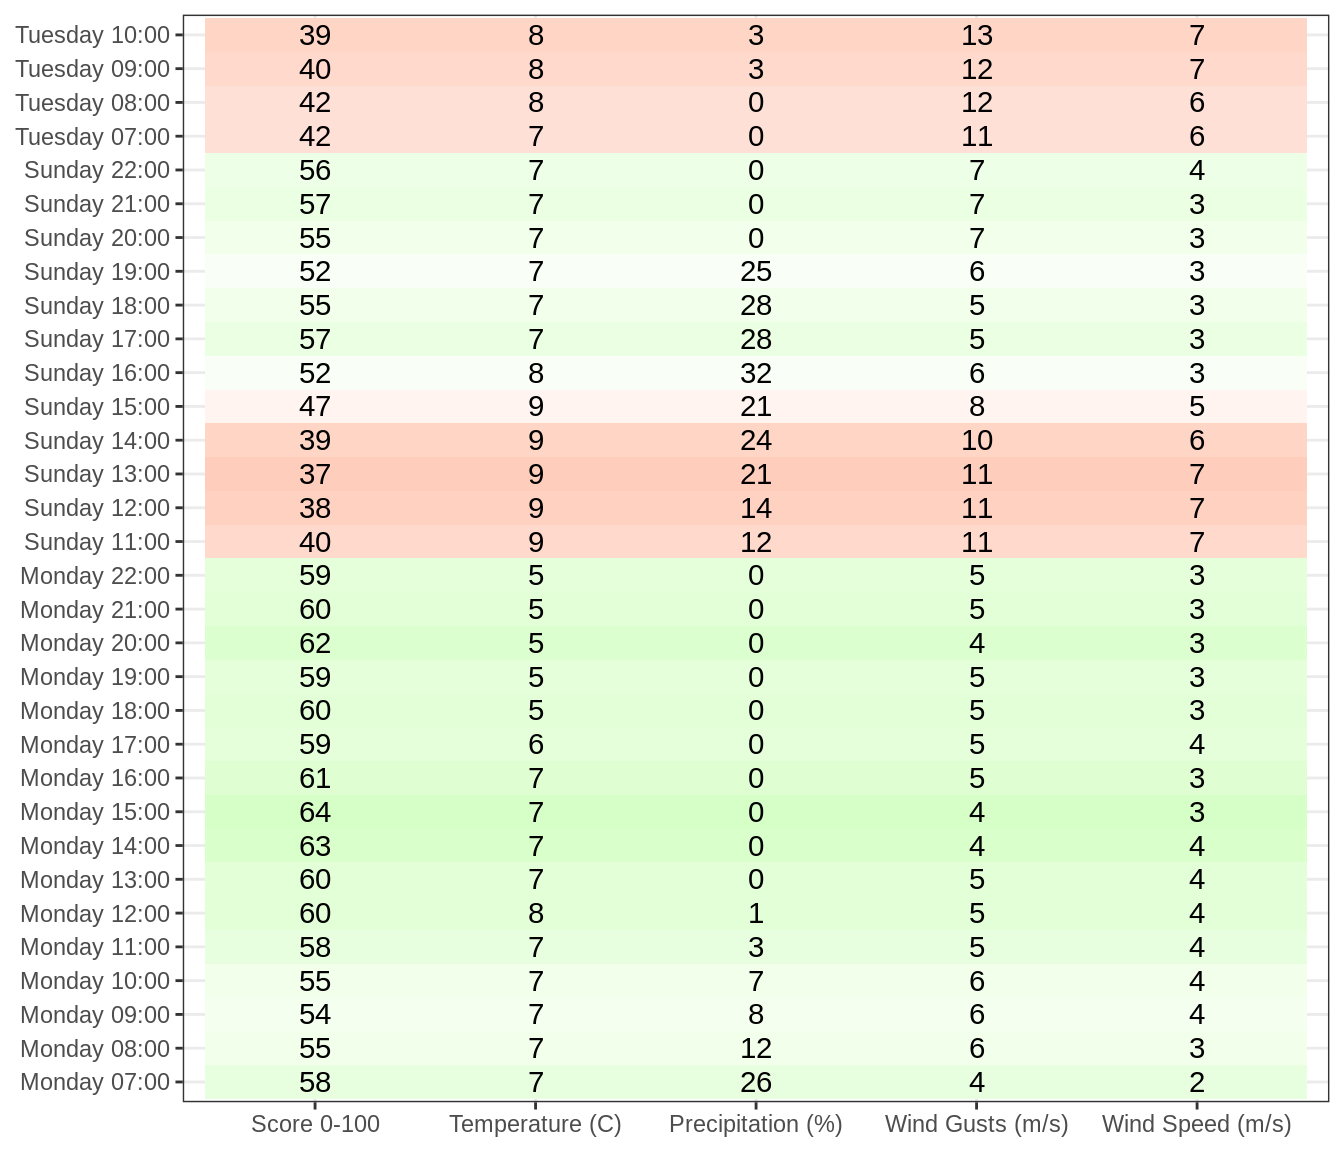 Tuesday 10:00 39 8 3 13 7
Tuesday 09:00 40 8 3 12 7
Tuesday 08:00 42 8 0 12 6
Tuesday 07:00 42 7 0 11 6
Sunday 22:00 56 7 0 7 4
Sunday 21:00 57 7 0 7 3
Sunday 20:00 55 7 0 7 3
Sunday 19:00 52 7 25 6 3
Sunday 18:00 55 7 28 5 3
Sunday 17:00 57 7 28 5 3
Sunday 16:00 52 8 32 6 3
Sunday 15:00 47 9 21 8 5
Sunday 14:00 39 9 24 10 6
Sunday 13:00 37 9 21 11 7
Sunday 12:00 38 9 14 11 7
Sunday 11:00 40 9 12 11 7
Monday 22:00 59 5 0 5 3
Monday 21:00 60 5 0 5 3
Monday 20:00 62 5 0 4 3
Monday 19:00 59 5 0 5 3
Monday 18:00 60 5 0 5 3
Monday 17:00 59 6 0 5 4
Monday 16:00 61 7 0 5 3
Monday 15:00 64 7 0 4 3
Monday 14:00 63 7 0 4 4
Monday 13:00 60 7 0 5 4
Monday 12:00 60 8 1 5 4
Monday 11:00 58 7 3 5 4
Monday 10:00 55 7 7 6 4
Monday 09:00 54 7 8 6 4
Monday 08:00 55 7 12 6 3
Monday 07:00 58 7 26 4 2
Score 0-100 Temperature (C) Precipitation (%) Wind Gusts (m/s) Wind Speed (m/s)